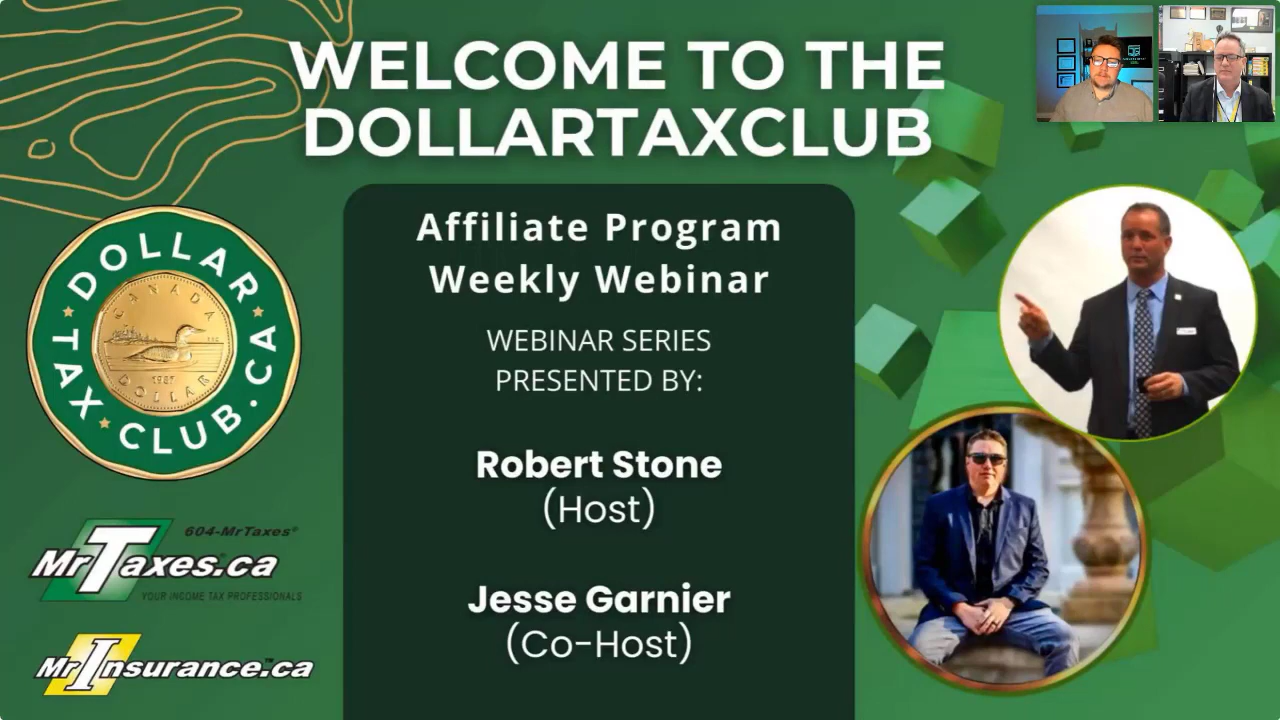 WELCOME TO THE
DOLLARTAXCLUB
Affiliate Program
Weekly Webinar
WEBINAR SERIES
PRESENTED BY:
Robert Stone
(Host)
Jesse Garnier
(Co-Host)
DOLLAR
TAX CLUB.CA
CANADA
1987
DOLLAR
604-MrTaxes®
MrTaxes.ca
YOUR INCOME TAX PROFESSIONALS
MrInsurance.ca